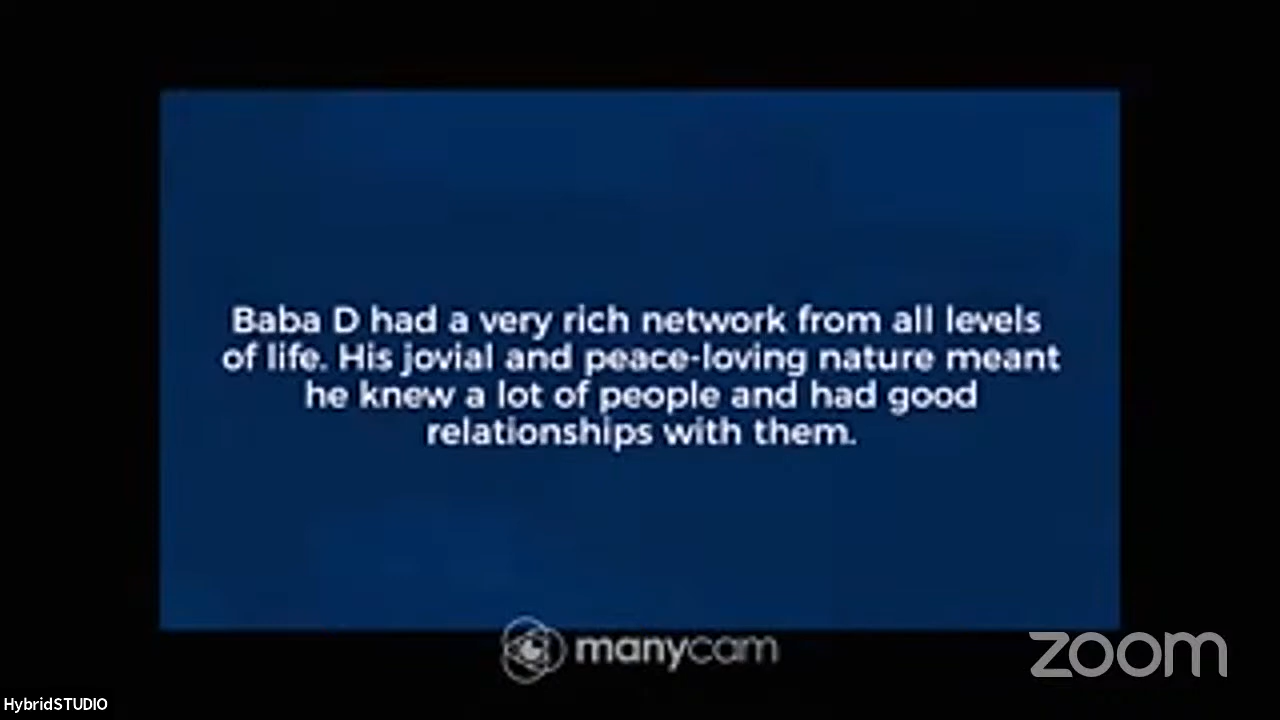 Baba D had a very rich network from all levels
of life. His jovial and peace-loving nature meant
he knew a lot of people and had good
relationships with them.
manycam
zoom
HybridSTUDIO